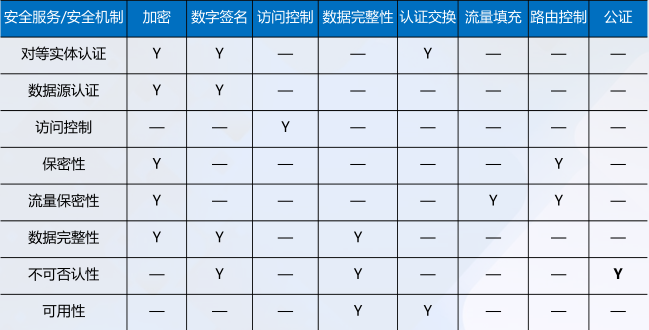 安全服务/安全机制 加密 数字签名 访问控制 数据完整性 认证交换 流量填充 路由控制 公证
对等实体认证 Y Y — — Y — — —
数据源认证 Y Y — — — — — —
访问控制 — — Y — — — — —
保密性 Y — — — — — Y —
流量保密性 Y — — — — Y Y —
数据完整性 Y Y — Y — — — —
不可否认性 — Y — Y — — — Y
可用性 — — — Y Y — — —